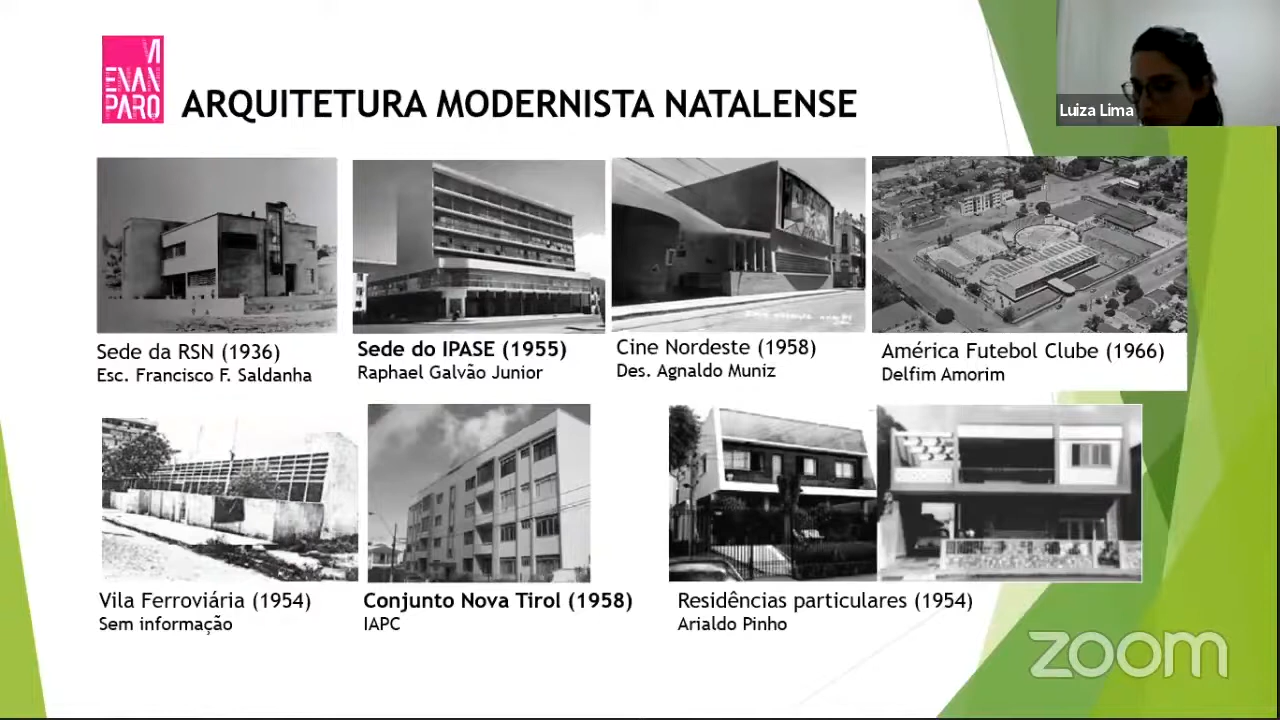 VI
ENAN
PARQ
ARQUITETURA MODERNISTA NATALENSE
Luiza Lima
Sede da RSN (1936)
Esc. Francisco F. Saldanha
Sede do IPASE (1955)
Raphael Galvão Junior
Cine Nordeste (1958)
Des. Agnaldo Muniz
América Futebol Clube (1966)
Delfim Amorim
Vila Ferroviária (1954)
Sem informação
Conjunto Nova Tirol (1958)
IAPC
Residências particulares (1954)
Arialdo Pinho
zoom